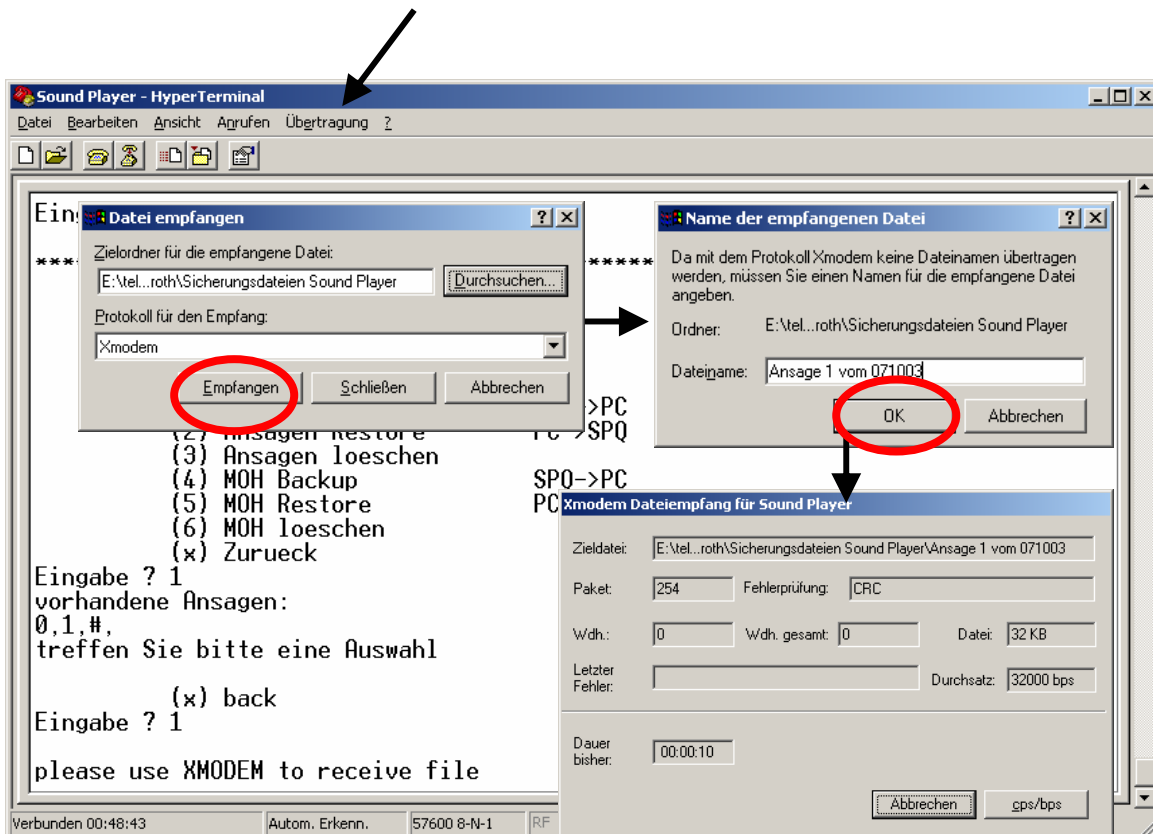 Sound Player - HyperTerminal
Datei Bearbeiten Ansicht Anrufen Übertragung ?
Datei empfangen
Zielordner für die empfangene Datei:
E:\tel...roth\Sicherungsdateien Sound Player
Durchsuchen...
Protokoll für den Empfang:
Xmodem
Empfangen Schließen Abbrechen
Name der empfangenen Datei
Da mit dem Protokoll Xmodem keine Dateinamen übertragen
werden, müssen Sie einen Namen für die empfangene Datei
angeben.
Ordner: E:\tel...roth\Sicherungsdateien Sound Player
Dateiname: Ansage 1 vom 071003
OK Abbrechen
->PC
(2) Ansagen Restore PC->SPQ
(3) Ansagen loeschen
(4) MOH Backup SPQ->PC
(5) MOH Restore PC
(6) MOH loeschen
(x) Zurueck
Eingabe ? 1
vorhandene Ansagen:
0,1,#,
treffen Sie bitte eine Auswahl
(x) back
Eingabe ? 1
please use XMODEM to receive file
Xmodem Dateiempfang für Sound Player
Zieldatei: E:\tel...roth\Sicherungsdateien Sound Player\Ansage 1 vom 071003
Paket: 254 Fehlerprüfung: CRC
Wdh.: 0 Wdh. gesamt: 0 Datei: 32 KB
Letzter
Fehler:
Durchsatz: 32000 bps
Dauer
bisher:
00:00:10
Abbrechen cps/bps
Verbunden 00:48:43 Autom. Erkenn. 57600 8-N-1 RF